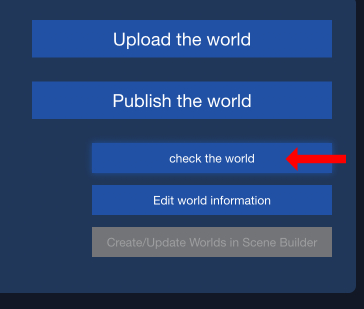 Upload the world
Publish the world
check the world
Edit world information
Create/Update Worlds in Scene Builder